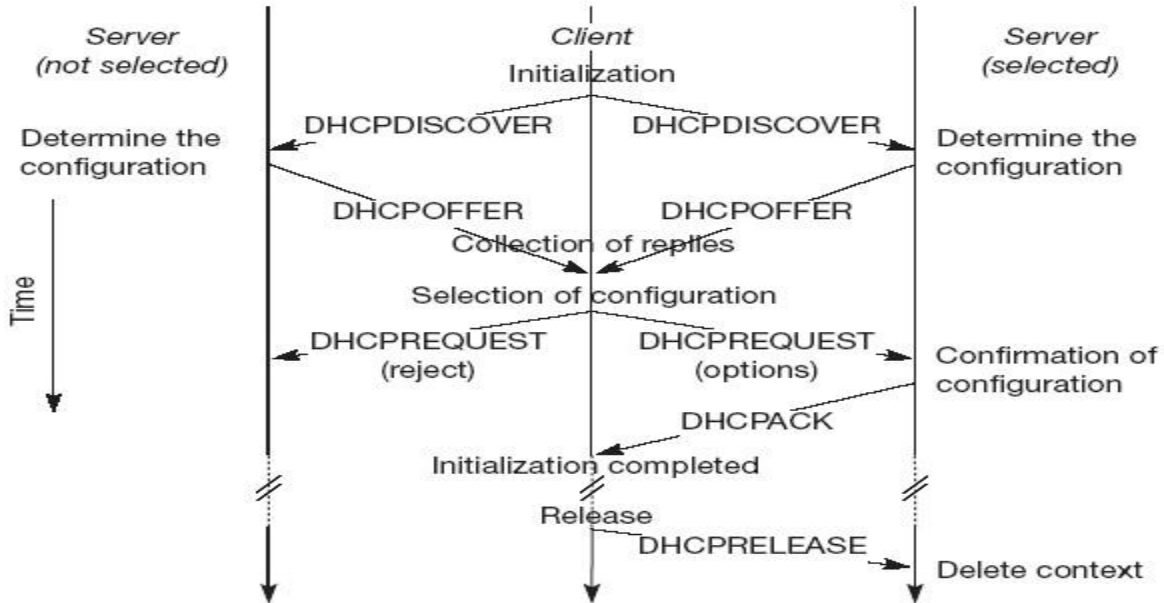 Server
(not selected)
Client
Server
(selected)
Initialization
DHCPDISCOVER
DHCPDISCOVER
Determine the
configuration
Determine the
configuration
DHCPOFFER
DHCPOFFER
Collection of replies
Time
Selection of configuration
DHCPREQUEST
(reject)
DHCPREQUEST
(options)
Confirmation of
configuration
DHCPACK
Initialization completed
Release
DHCPRELEASE
Delete context